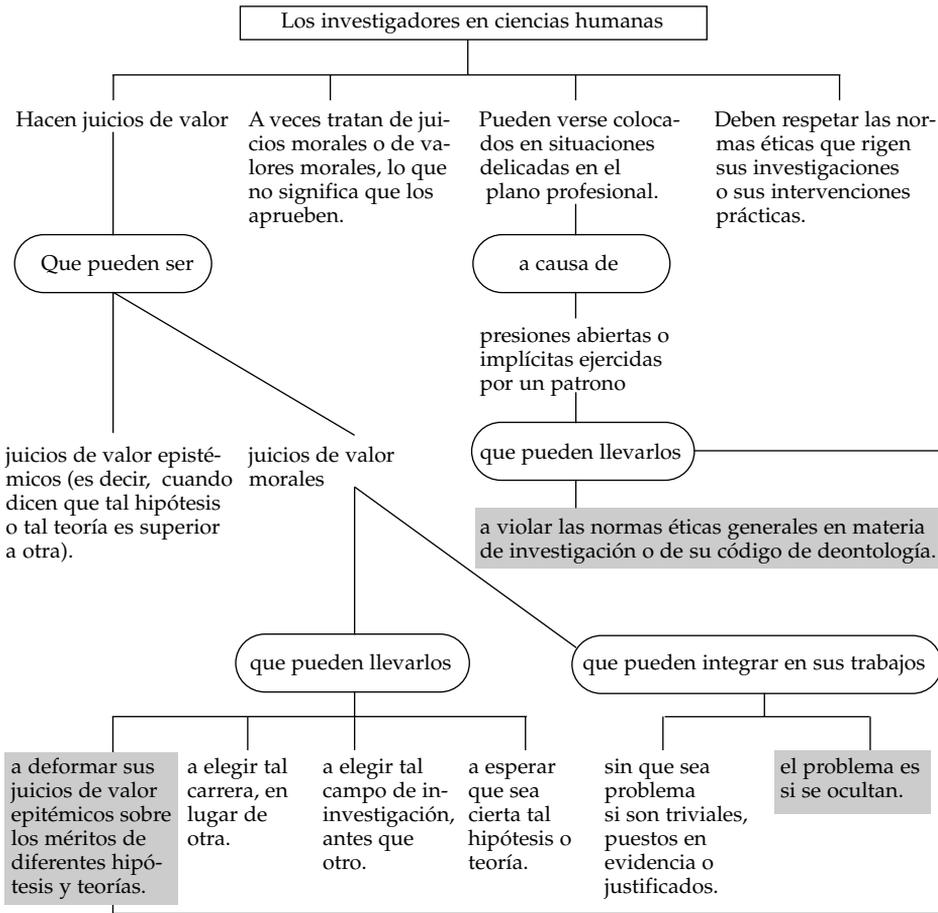 Los investigadores en ciencias humanas
Hacen juicios de valor
A veces tratan de jui-
cios morales o de va-
lores morales, lo que
no significa que los
aprueben.
Pueden verse coloca-
dos en situaciones
delicadas en el
plano profesional.
Deben respetar las nor-
mas éticas que rigen
sus investigaciones
o sus intervenciones
prácticas.
Que pueden ser
a causa de
presiones abiertas o
implícitas ejercidas
por un patrono
juicios de valor episté-
micos (es decir, cuando
dicen que tal hipótesis
o tal teoría es superior
a otra).
juicios de valor
morales
que pueden llevarlos
a violar las normas éticas generales en materia
de investigación o de su código de deontología.
que pueden llevarlos
que pueden integrar en sus trabajos
a deformar sus
juicios de valor
epitémicos sobre
los méritos de
diferentes hipó-
tesis y teorías.
a elegir tal
carrera, en
lugar de
otra.
a elegir tal
campo de in-
investigación,
antes que
otro.
a esperar
que sea
cierta tal
hipótesis o
teoría.
sin que sea
problema
si son triviales,
puestos en
evidencia o
justificados.
el problema es
si se ocultan.